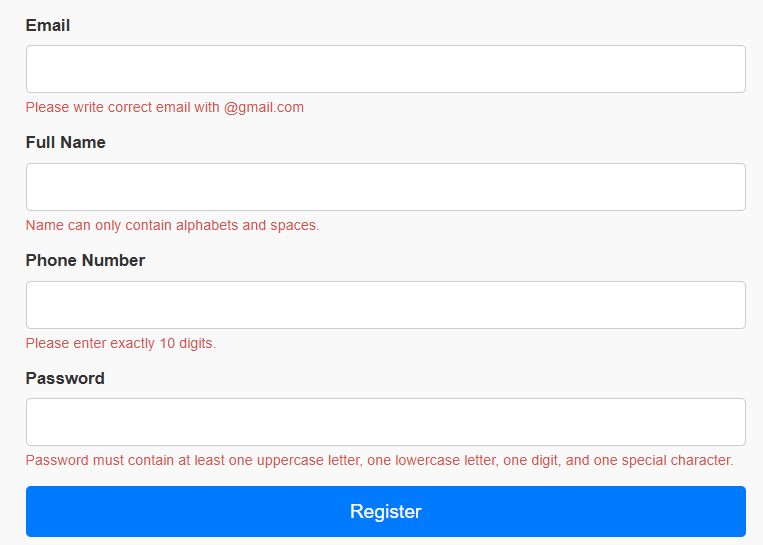 Email
Please write correct email with @gmail.com
Full Name
Name can only contain alphabets and spaces.
Phone Number
Please enter exactly 10 digits.
Password
Password must contain at least one uppercase letter, one lowercase letter, one digit, and one special character.
Register